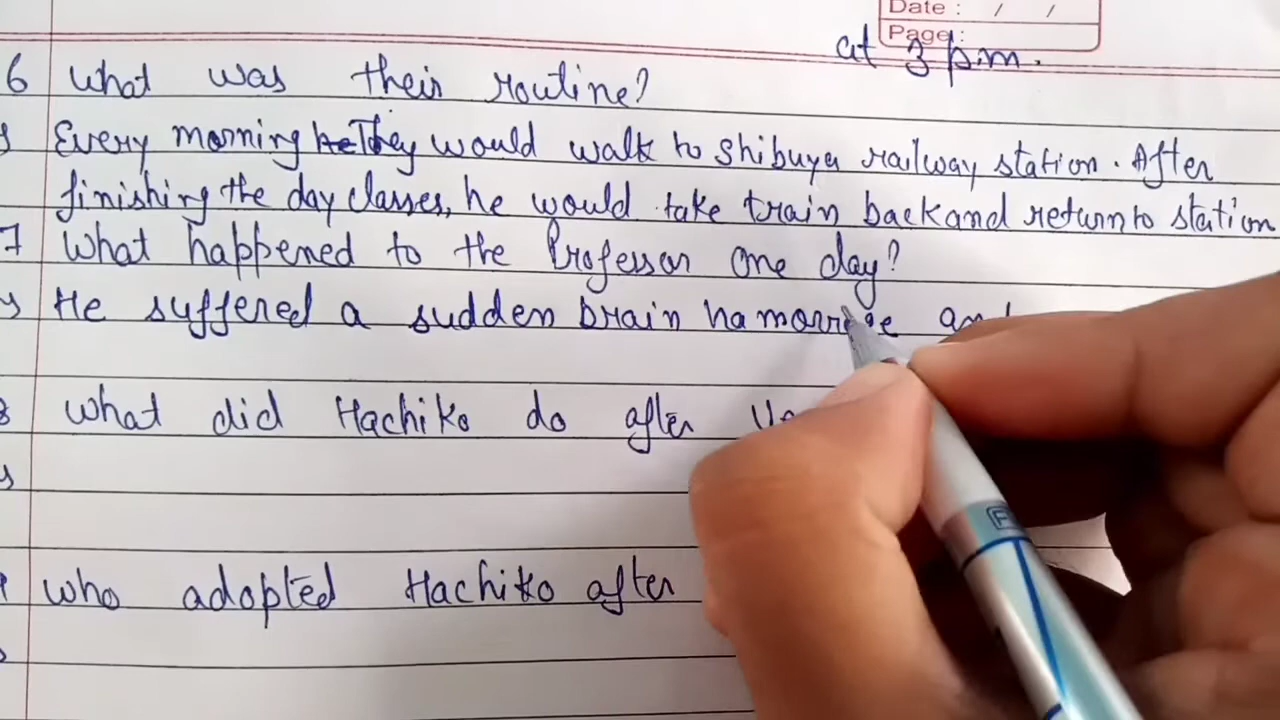 Date : / /
Page :
at 3 p.m.
6 What was their routine?
Every morning They would walk to Shibuya railway station. After
finishing the day classes, he would take train back and return to station
7 What happened to the Professor one day?
He suffered a sudden brain hamorrage and
8 What did Hachiko do after
who adopted Hachiko after